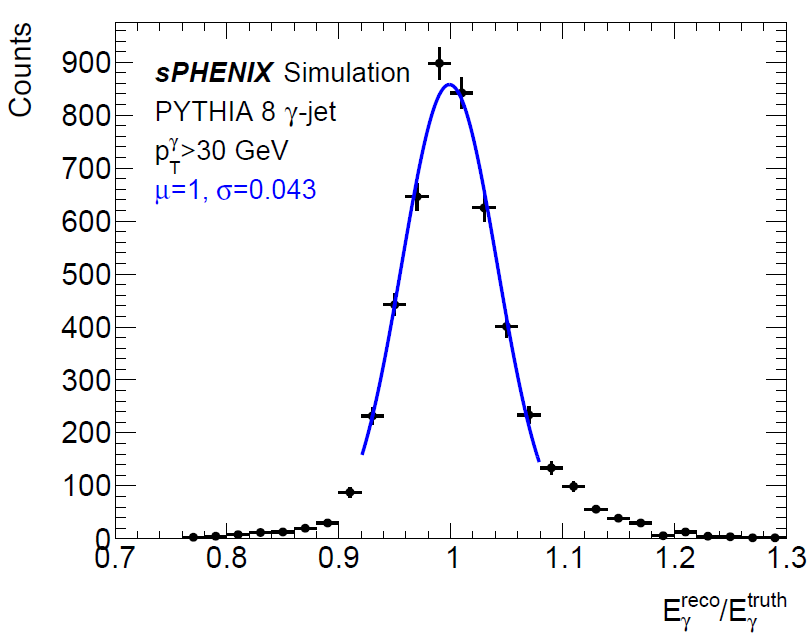 Counts
900
800
700
600
500
400
300
200
100
0
sPHENIX Simulation
PYTHIA 8 γ-jet
p_T^γ>30 GeV
μ=1, σ=0.043
0.7 0.8 0.9 1 1.1 1.2 1.3
E_γ^reco/E_γ^truth